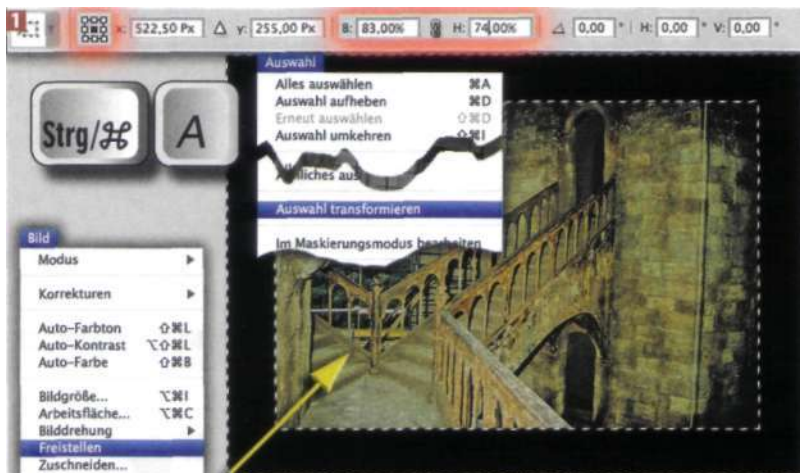 1
x: 522,50 Px △ y: 255,00 Px B: 83,00% H: 74,00% ⊿ 0,00 ° H: 0,00 ° V: 0,00 °
Auswahl
Alles auswählen ⌘A
Auswahl aufheben ⌘D
Erneut auswählen ⇧⌘D
Auswahl umkehren ⇧⌘I
Auswahl transformieren
Im Maskierungsmodus bearbeiten
Strg/⌘ A
Bild
Modus ▶
Korrekturen ▶
Auto-Farbton ⇧⌘L
Auto-Kontrast ⌥⇧⌘L
Auto-Farbe ⇧⌘B
Bildgröße... ⌥⌘I
Arbeitsfläche... ⌥⌘C
Bilddrehung ▶
Freistellen
Zuschneiden...